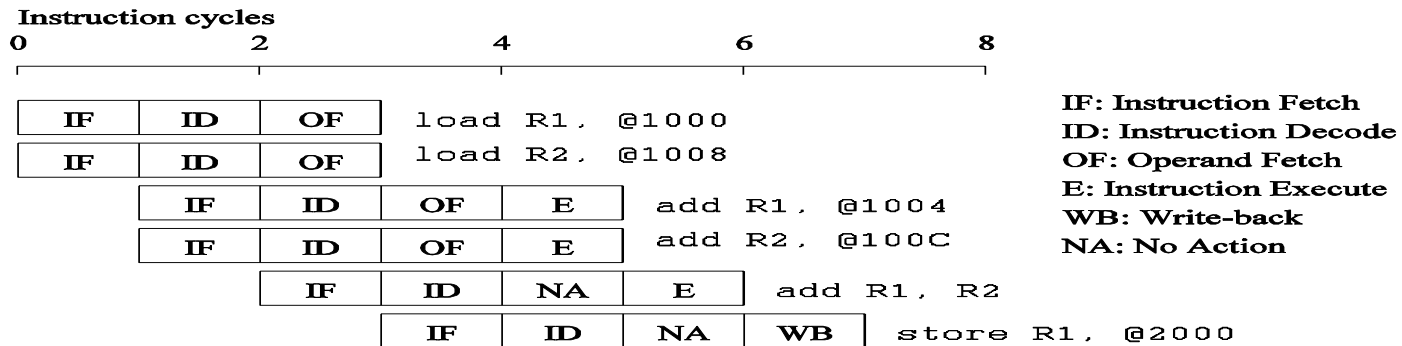 Instruction cycles
0 2 4 6 8
IF ID OF load R1, @1000
IF ID OF load R2, @1008
IF ID OF E add R1, @1004
IF ID OF E add R2, @100C
IF ID NA E add R1, R2
IF ID NA WB store R1, @2000
IF: Instruction Fetch
ID: Instruction Decode
OF: Operand Fetch
E: Instruction Execute
WB: Write-back
NA: No Action